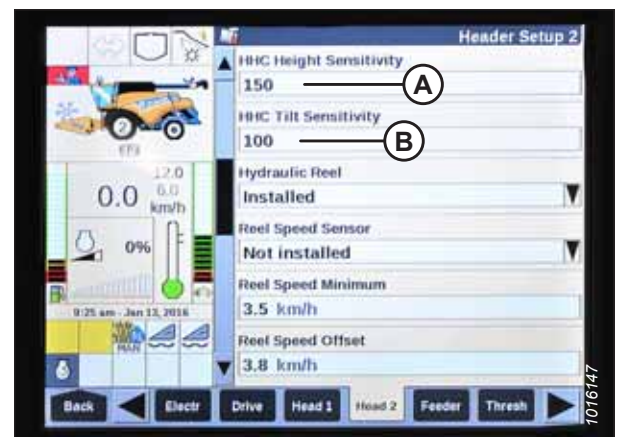 Header Setup 2
HHC Height Sensitivity
150
A
HHC Tilt Sensitivity
100
B
Hydraulic Reel
Installed
Reel Speed Sensor
Not installed
Reel Speed Minimum
3.5 km/h
Reel Speed Offset
3.8 km/h
2
12.0
0.0
6.0
km/h
0%
9:25 am - Jan 13, 2016
MAN
Back
Electr
Drive
Head 1
Head 2
Feeder
Thresh
1016147